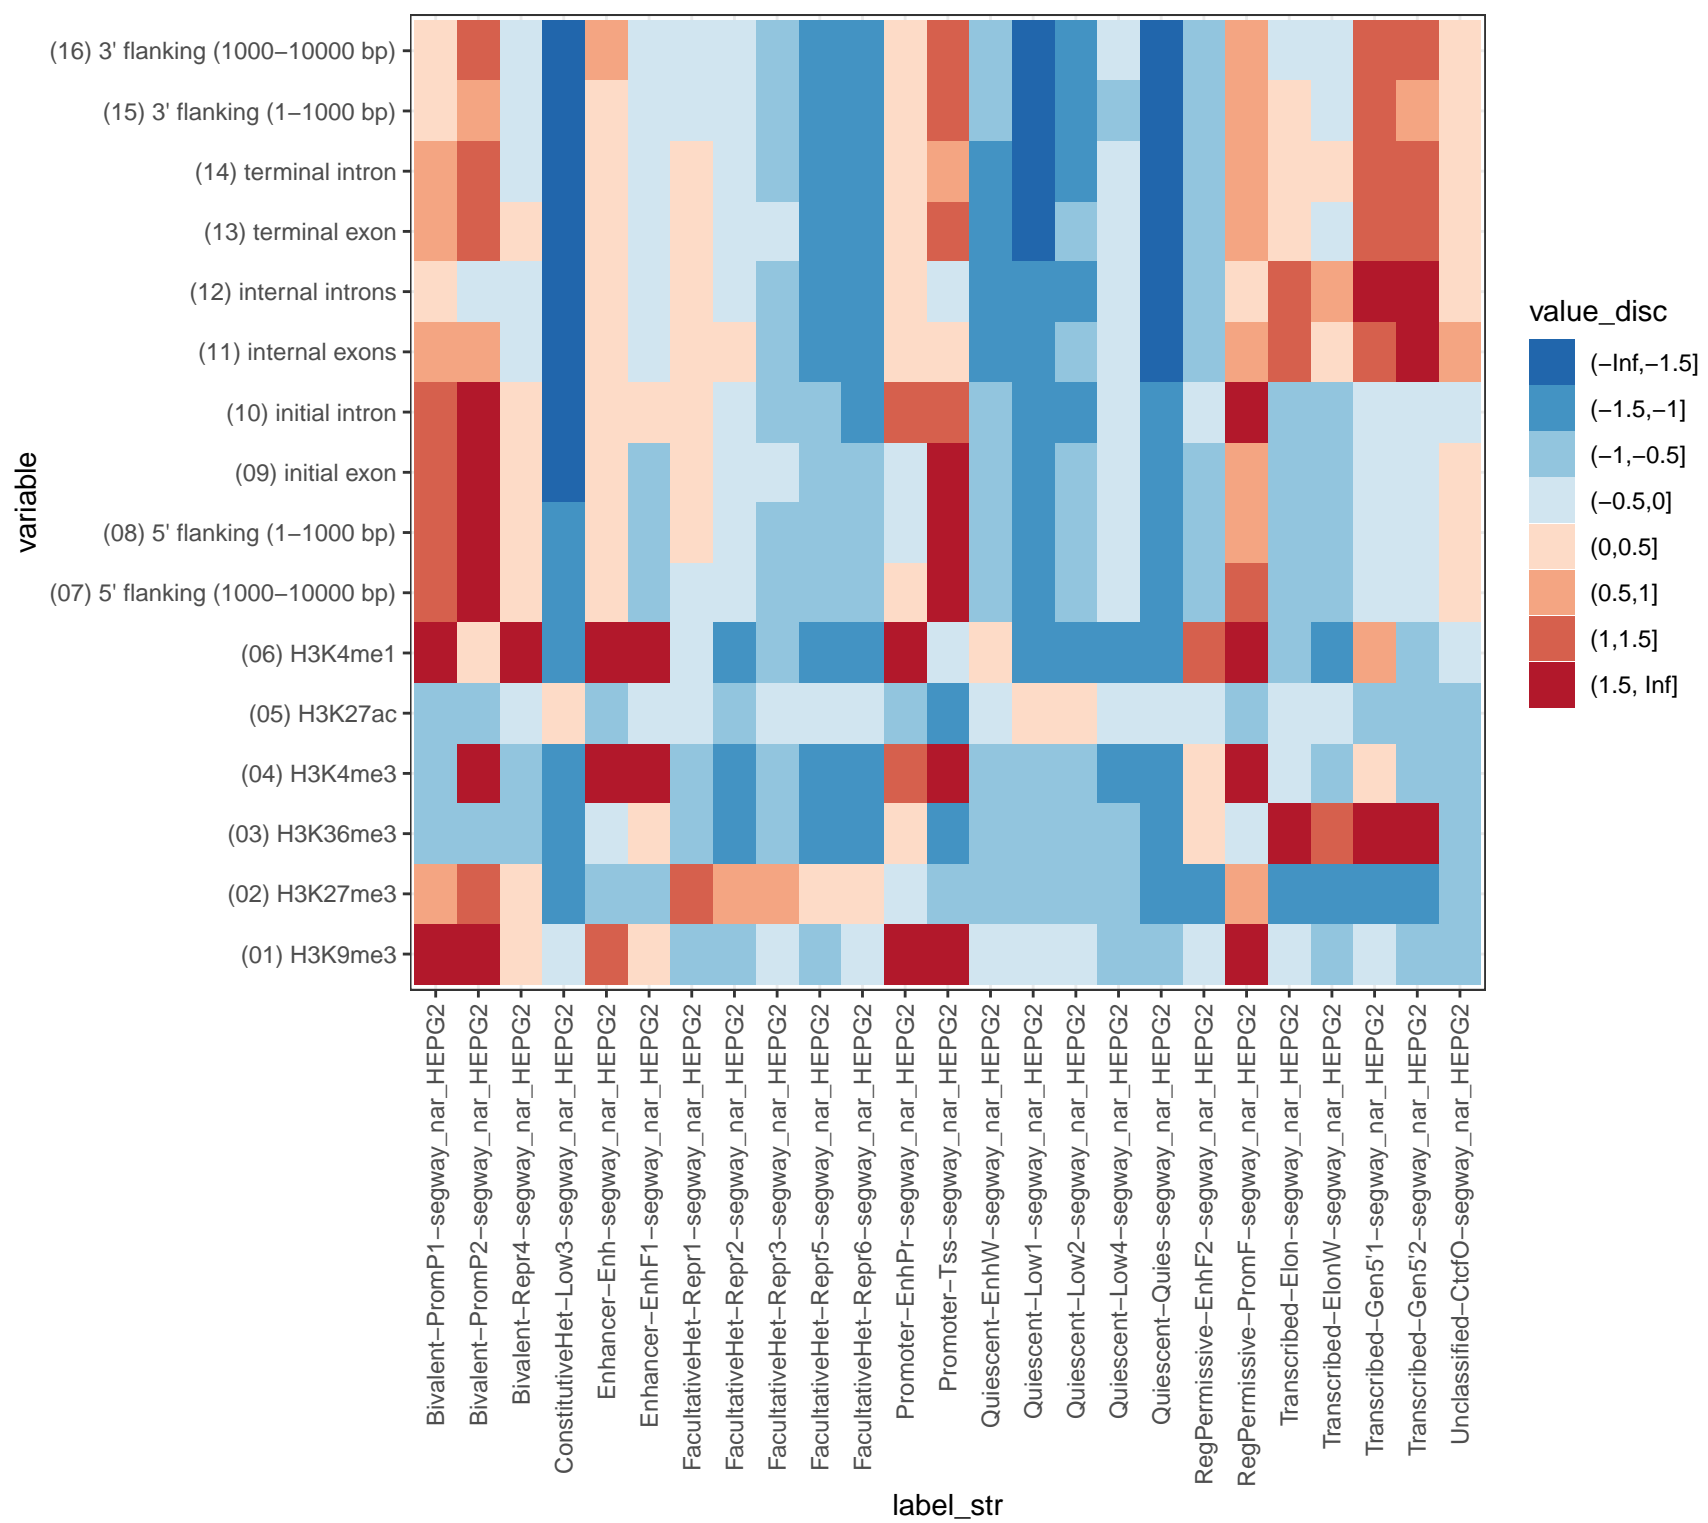 (16) 3' flanking (1000−10000 bp)
(15) 3' flanking (1−1000 bp)
(14) terminal intron
(13) terminal exon
(12) internal introns
(11) internal exons
(10) initial intron
(09) initial exon
(08) 5' flanking (1−1000 bp)
(07) 5' flanking (1000−10000 bp)
(06) H3K4me1
(05) H3K27ac
(04) H3K4me3
(03) H3K36me3
(02) H3K27me3
(01) H3K9me3
variable
Bivalent−PromP1−segway_nar_HEPG2
Bivalent−PromP2−segway_nar_HEPG2
Bivalent−Repr4−segway_nar_HEPG2
ConstitutiveHet−Low3−segway_nar_HEPG2
Enhancer−Enh−segway_nar_HEPG2
Enhancer−EnhF1−segway_nar_HEPG2
FacultativeHet−Repr1−segway_nar_HEPG2
FacultativeHet−Repr2−segway_nar_HEPG2
FacultativeHet−Repr3−segway_nar_HEPG2
FacultativeHet−Repr5−segway_nar_HEPG2
FacultativeHet−Repr6−segway_nar_HEPG2
Promoter−EnhPr−segway_nar_HEPG2
Promoter−Tss−segway_nar_HEPG2
Quiescent−EnhW−segway_nar_HEPG2
Quiescent−Low1−segway_nar_HEPG2
Quiescent−Low2−segway_nar_HEPG2
Quiescent−Low4−segway_nar_HEPG2
Quiescent−Quies−segway_nar_HEPG2
RegPermissive−EnhF2−segway_nar_HEPG2
RegPermissive−PromF−segway_nar_HEPG2
Transcribed−Elon−segway_nar_HEPG2
Transcribed−ElonW−segway_nar_HEPG2
Transcribed−Gen5'1−segway_nar_HEPG2
Transcribed−Gen5'2−segway_nar_HEPG2
Unclassified−CtcfO−segway_nar_HEPG2
label_str
value_disc
(−Inf,−1.5]
(−1.5,−1]
(−1,−0.5]
(−0.5,0]
(0,0.5]
(0.5,1]
(1,1.5]
(1.5, Inf]